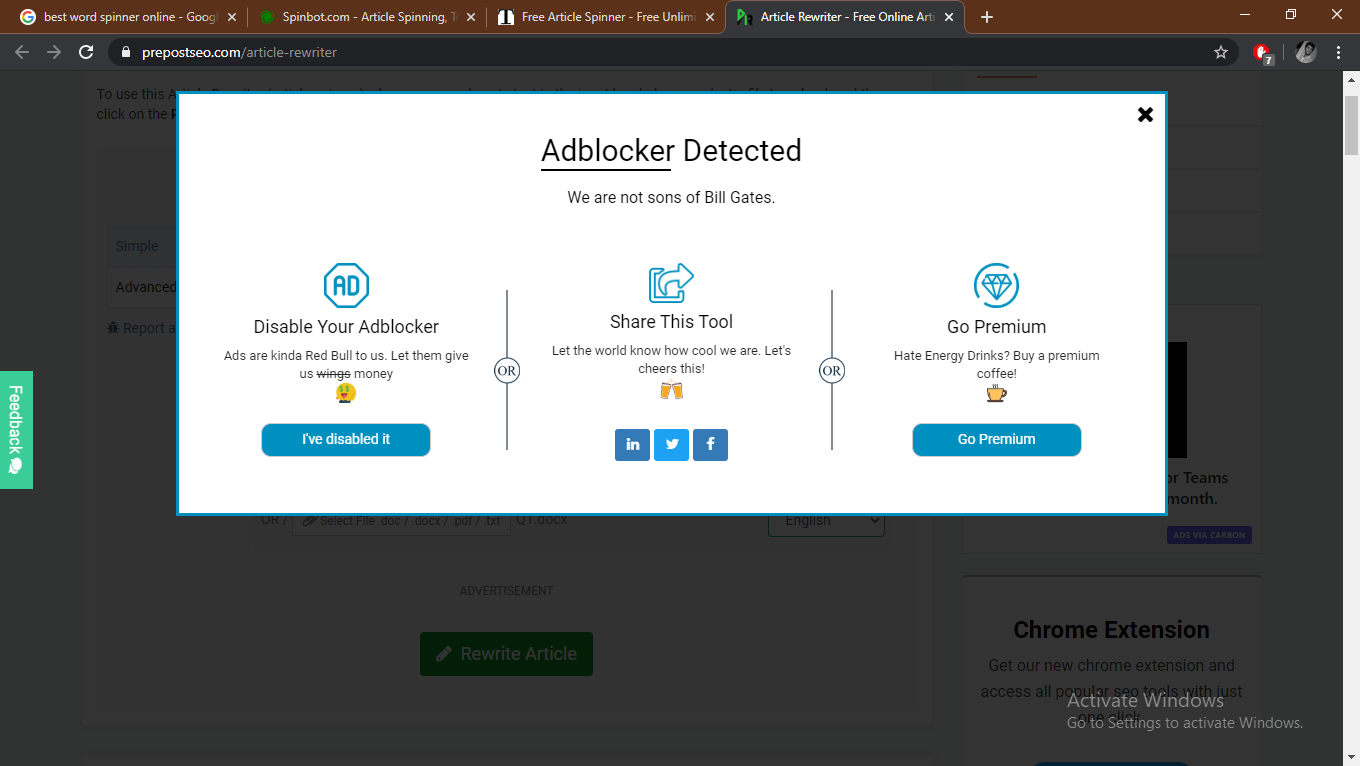 best word spinner online - Goog
Spinbot.com - Article Spinning, T
Free Article Spinner - Free Unlimi
Article Rewriter - Free Online Arti
prepostseo.com/article-rewriter
7
To use this
click on the
Adblocker Detected
We are not sons of Bill Gates.
Simple
Advanced
Report a
AD
Disable Your Adblocker
Ads are kinda Red Bull to us. Let them give
us wings money
I've disabled it
OR
Share This Tool
Let the world know how cool we are. Let's
cheers this!
in
f
OR
Go Premium
Hate Energy Drinks? Buy a premium
coffee!
Go Premium
Feedback
or Teams
month.
ADS VIA CARBON
OR /
Select File .doc / .docx / .pdf / .txt
Q1.docx
English
ADVERTISEMENT
Rewrite Article
Chrome Extension
Get our new chrome extension and
access all popular seo tools with just
one click
Activate Windows
Go to Settings to activate Windows.